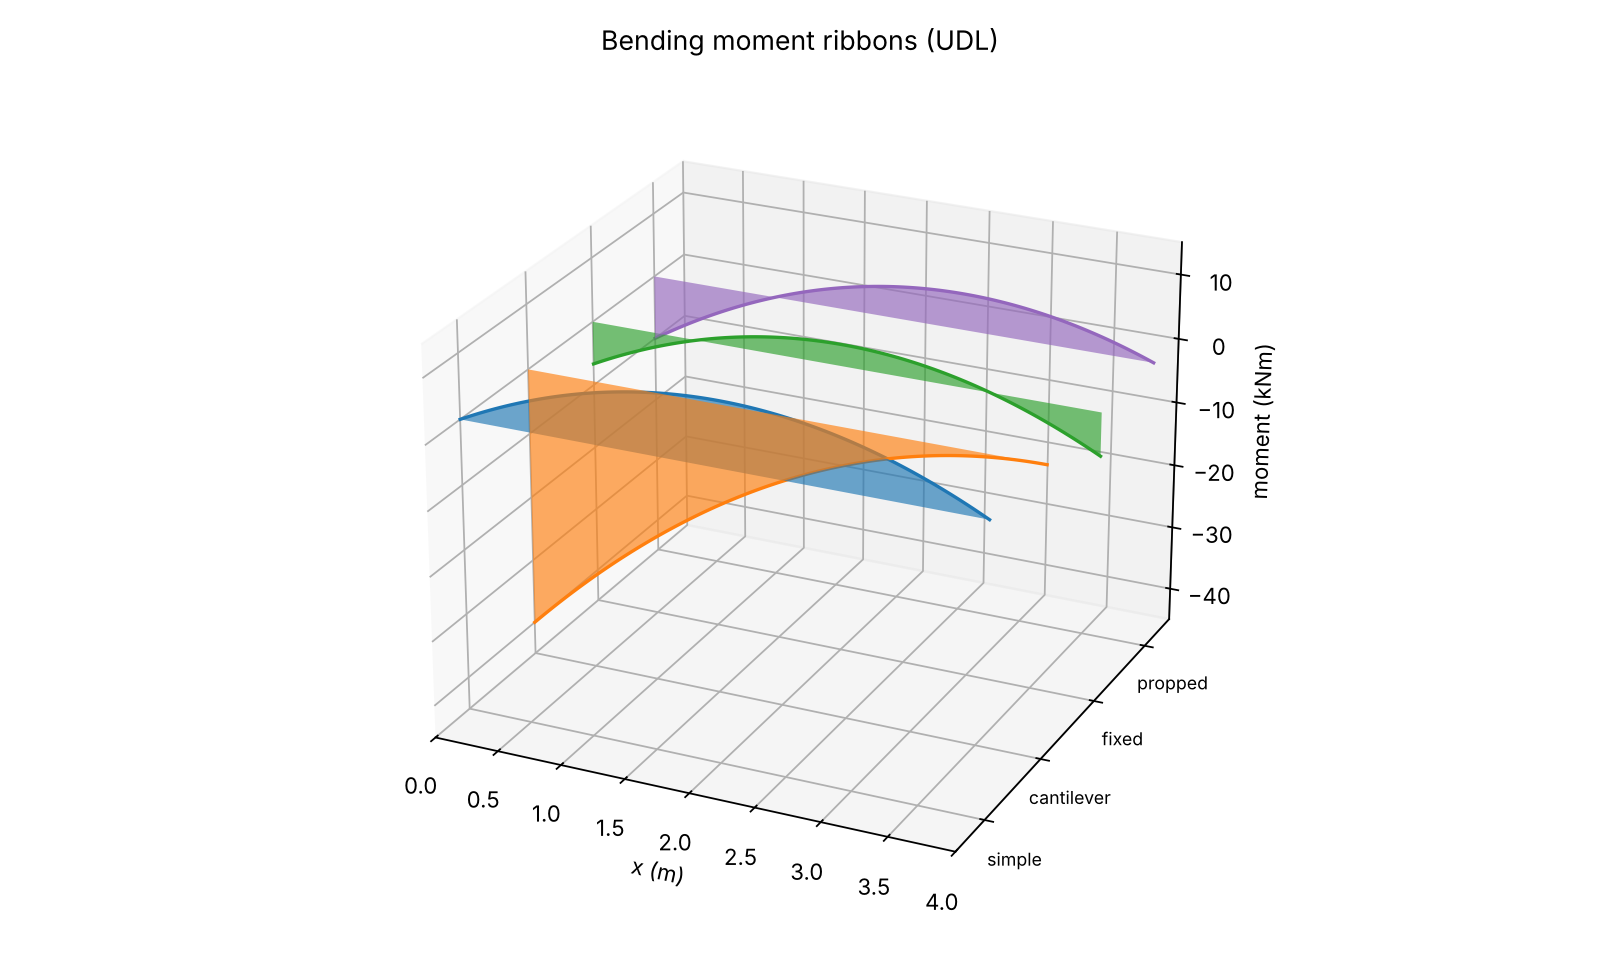 Bending moment ribbons (UDL)
10
0
−10
−20
−30
−40
moment (kNm)
propped
fixed
cantilever
simple
0.0
0.5
1.0
1.5
2.0
2.5
3.0
3.5
4.0
x (m)